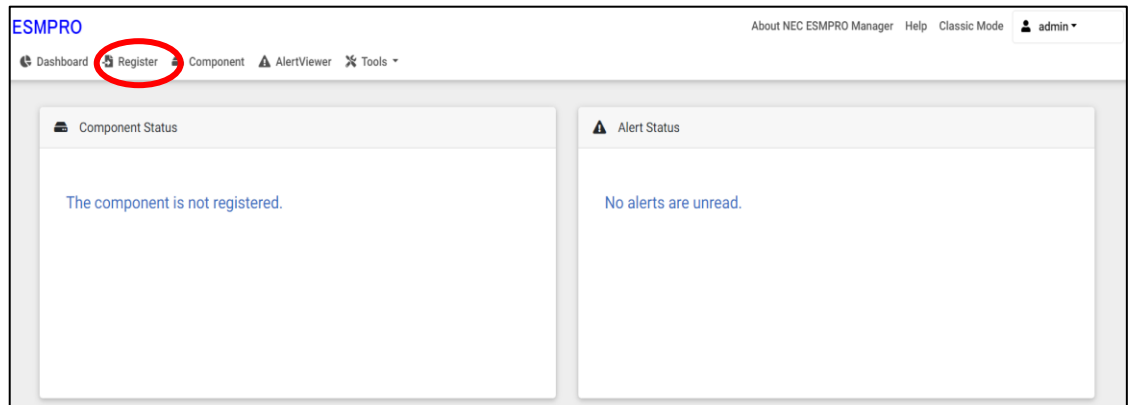 ESMPRO
About NEC ESMPRO Manager Help Classic Mode admin
Dashboard Register Component AlertViewer Tools
Component Status
Alert Status
The component is not registered.
No alerts are unread.